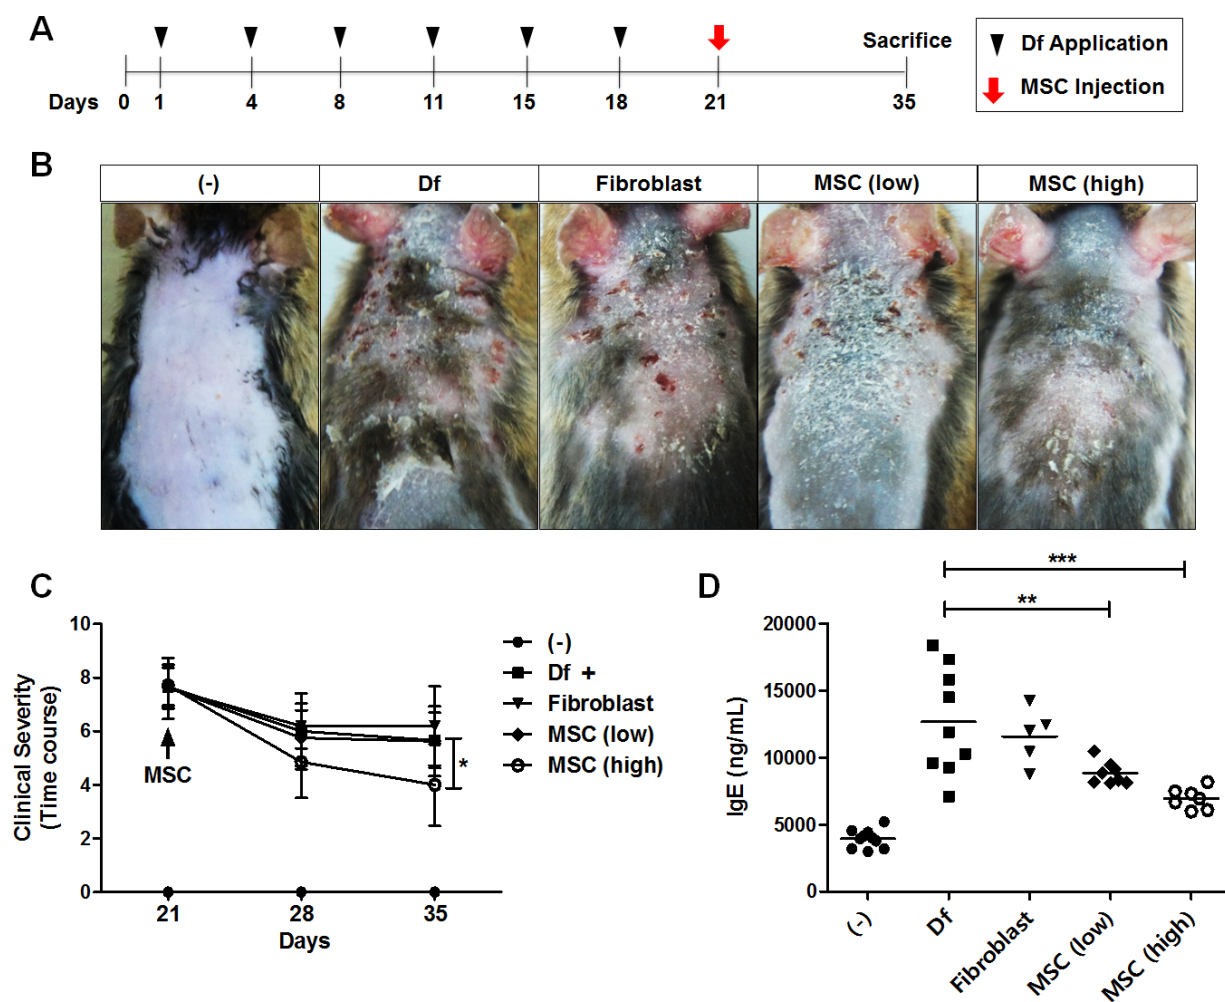 A
Sacrifice
Days
0 1 4 8 11 15 18 21 35
Df Application
MSC Injection
B
(-) Df Fibroblast MSC (low) MSC (high)
C
Clinical Severity
(Time course)
10
8
6
4
2
0
MSC
*
21 28 35
Days
(-)
Df +
Fibroblast
MSC (low)
MSC (high)
D
***
**
IgE (ng/mL)
20000
15000
10000
5000
0
(-) Df Fibroblast MSC (low) MSC (high)